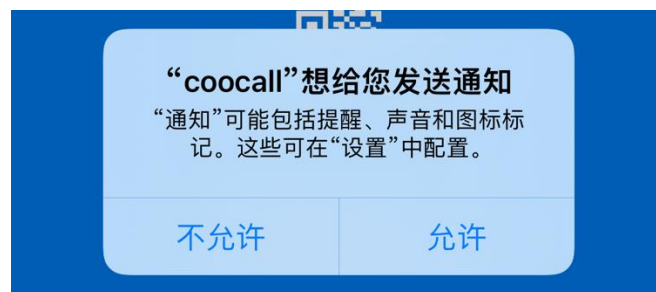 “coocall”想给您发送通知
“通知”可能包括提醒、声音和图标标
记。这些可在“设置”中配置。
不允许 允许